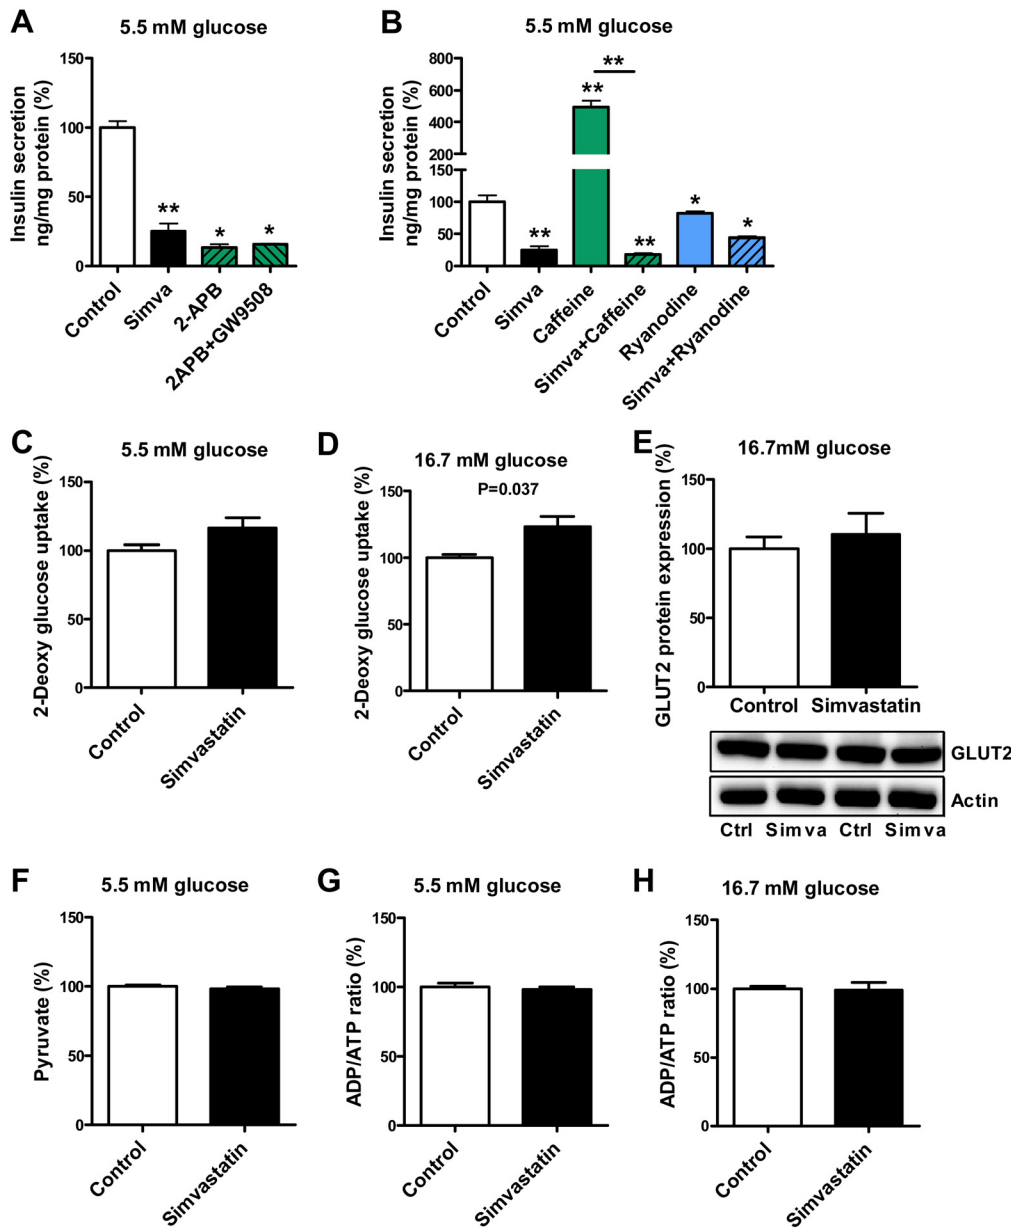 A
5.5 mM glucose
Insulin secretion
ng/mg protein (%)
150
100
50
0
**
*
*
Control
Simva
2-APB
2APB+GW9508
B
5.5 mM glucose
Insulin secretion
ng/mg protein (%)
800
600
400
200
150
100
50
0
**
**
**
**
*
*
Control
Simva
Caffeine
Simva+Caffeine
Ryanodine
Simva+Ryanodine
C
5.5 mM glucose
2-Deoxy glucose uptake (%)
150
100
50
0
Control
Simvastatin
D
16.7 mM glucose
P=0.037
2-Deoxy glucose uptake (%)
150
100
50
0
Control
Simvastatin
E
16.7mM glucose
GLUT2 protein expression (%)
150
100
50
0
Control Simvastatin
GLUT2
Actin
Ctrl Simva Ctrl Simva
F
5.5 mM glucose
Pyruvate (%)
150
100
50
0
Control
Simvastatin
G
5.5 mM glucose
ADP/ATP ratio (%)
150
100
50
0
Control
Simvastatin
H
16.7 mM glucose
ADP/ATP ratio (%)
150
100
50
0
Control
Simvastatin